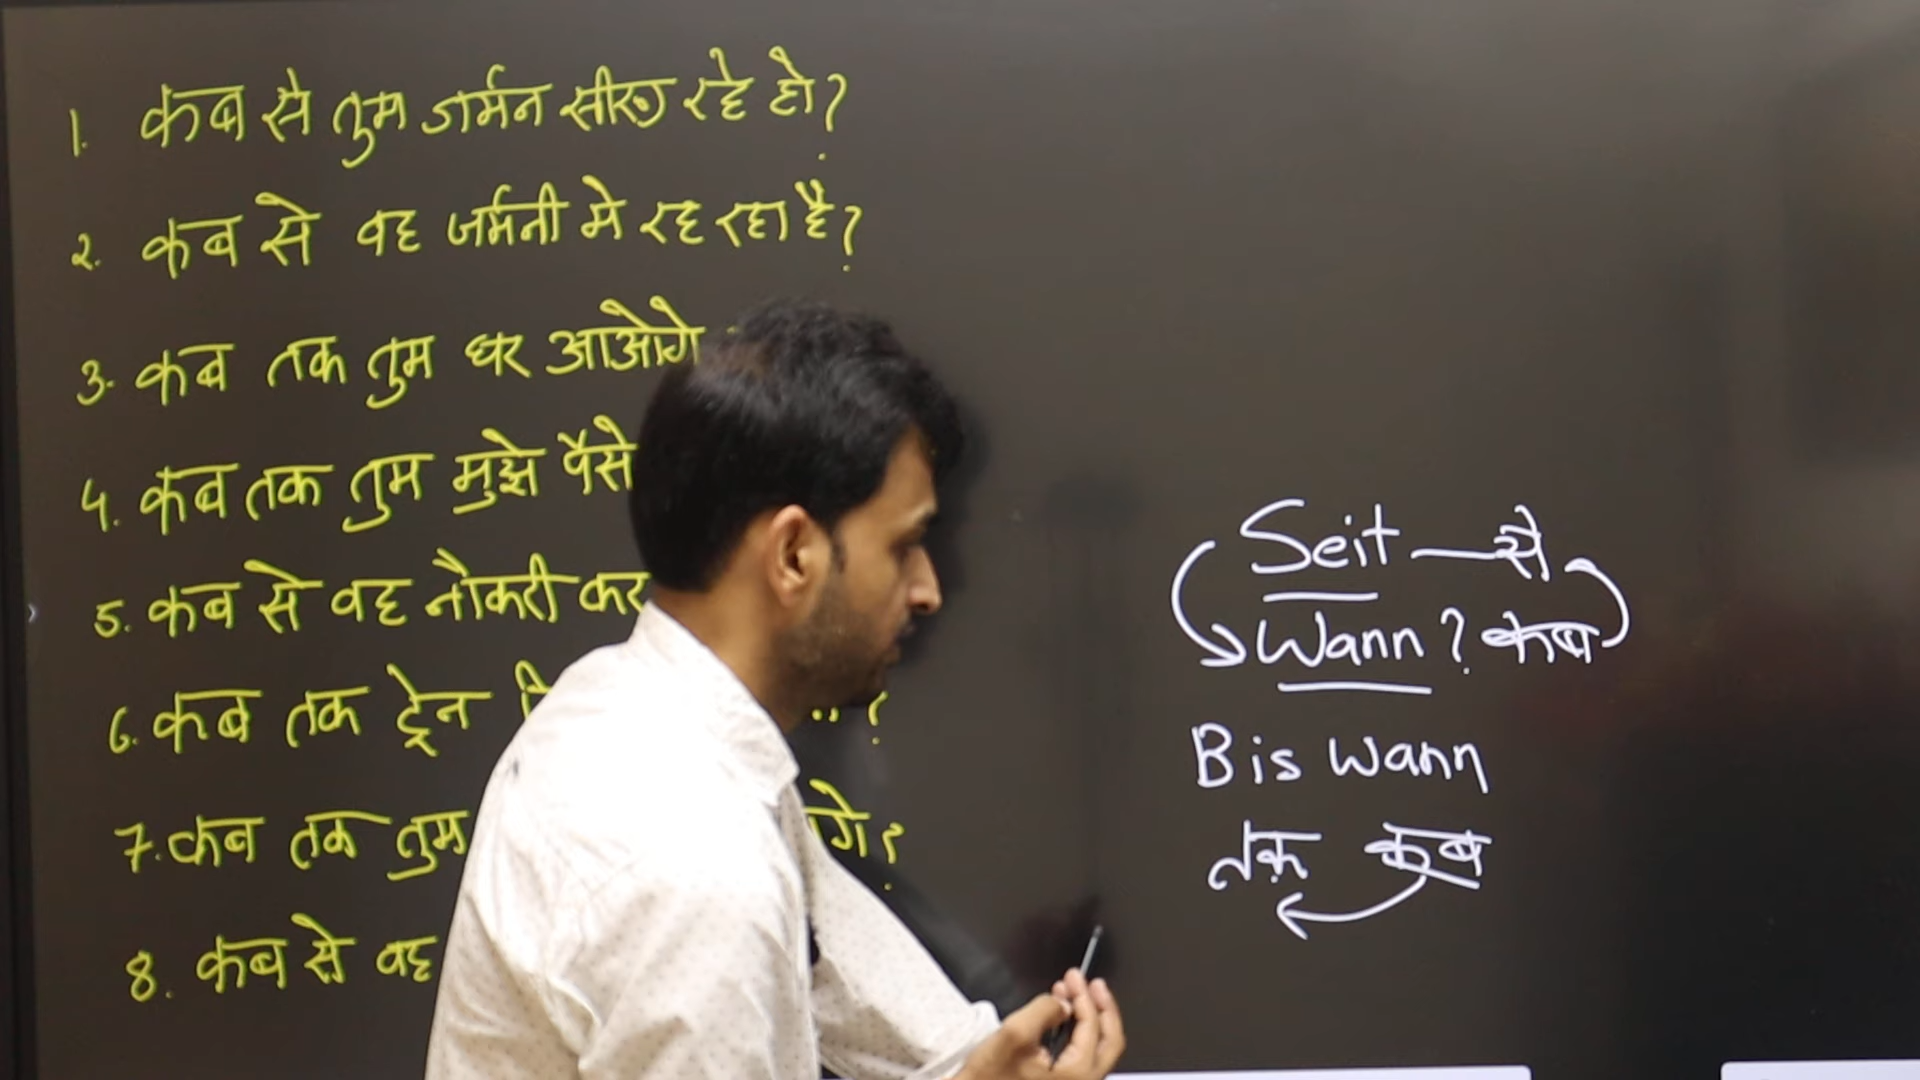 1. कब से तुम जर्मन सीख रहे हो?
2. कब से वह जर्मनी मे रह रहा है?
3. कब तक तुम घर आओगे
4. कब तक तुम मुझे पैसे
5. कब से वह नौकरी कर
6. कब तक ट्रेन ?
7. कब तक तुम गे?
8. कब से वह
Seit — से
Wann? कब
Bis Wann
तक कब